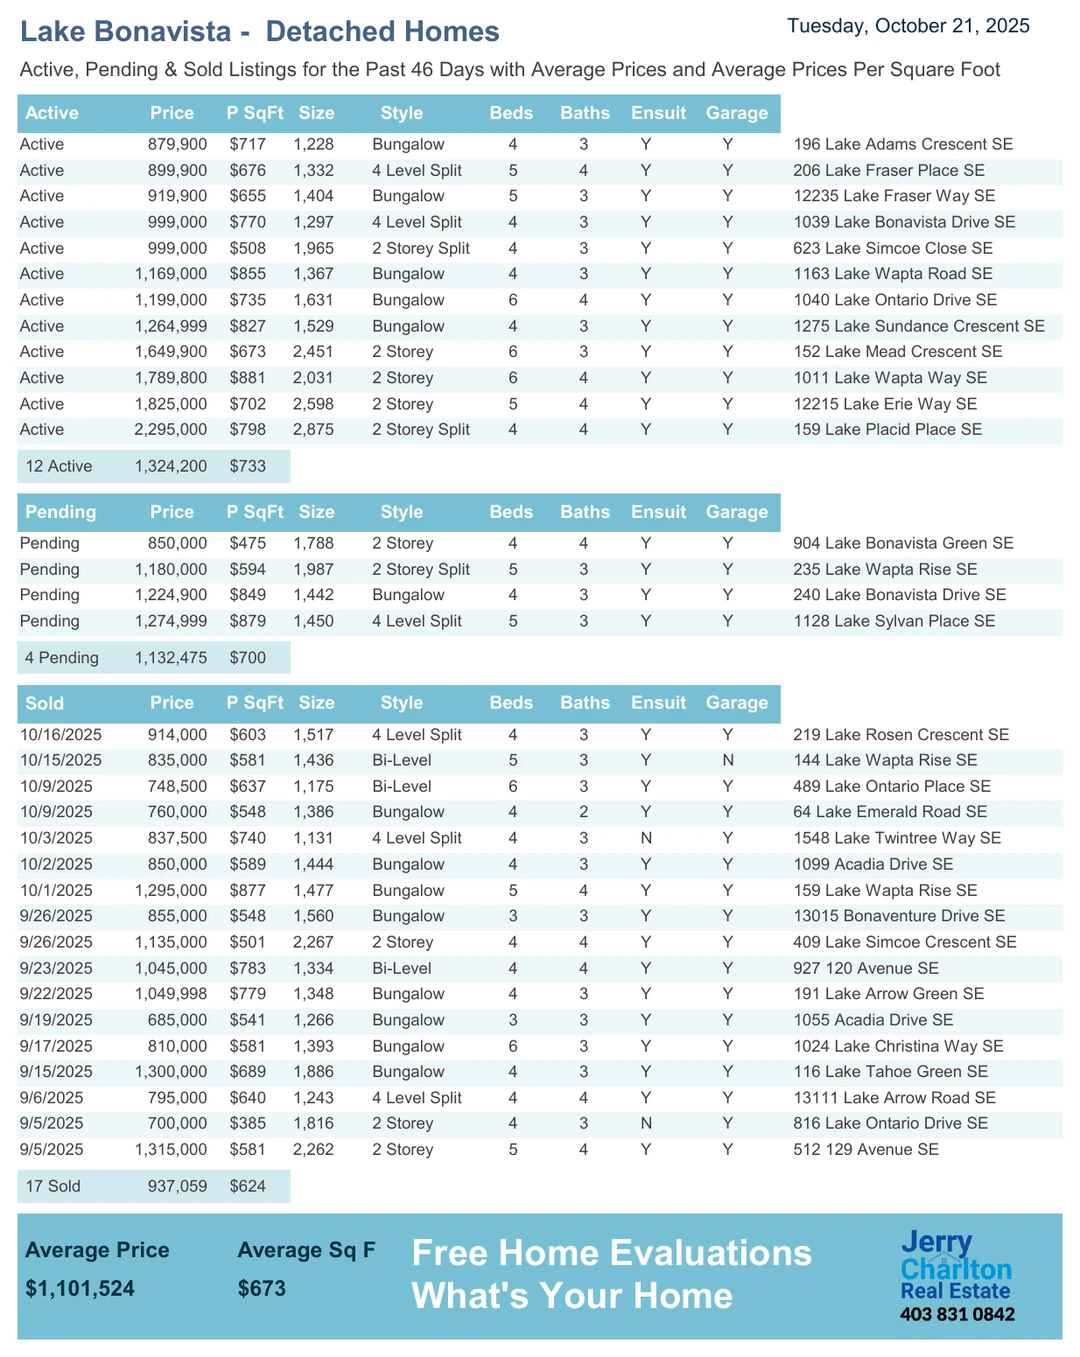 Lake Bonavista - Detached Homes
Tuesday, October 21, 2025
Active, Pending & Sold Listings for the Past 46 Days with Average Prices and Average Prices Per Square Foot
Active Price P SqFt Size Style Beds Baths Ensuit Garage
Active 879,900 $717 1,228 Bungalow 4 3 Y Y 196 Lake Adams Crescent SE
Active 899,900 $676 1,332 4 Level Split 5 4 Y Y 206 Lake Fraser Place SE
Active 919,900 $655 1,404 Bungalow 5 3 Y Y 12235 Lake Fraser Way SE
Active 999,000 $770 1,297 4 Level Split 4 3 Y Y 1039 Lake Bonavista Drive SE
Active 999,000 $508 1,965 2 Storey Split 4 3 Y Y 623 Lake Simcoe Close SE
Active 1,169,000 $855 1,367 Bungalow 4 3 Y Y 1163 Lake Wapta Road SE
Active 1,199,000 $735 1,631 Bungalow 6 4 Y Y 1040 Lake Ontario Drive SE
Active 1,264,999 $827 1,529 Bungalow 4 3 Y Y 1275 Lake Sundance Crescent SE
Active 1,649,900 $673 2,451 2 Storey 6 3 Y Y 152 Lake Mead Crescent SE
Active 1,789,800 $881 2,031 2 Storey 6 4 Y Y 1011 Lake Wapta Way SE
Active 1,825,000 $702 2,598 2 Storey 5 4 Y Y 12215 Lake Erie Way SE
Active 2,295,000 $798 2,875 2 Storey Split 4 4 Y Y 159 Lake Placid Place SE
12 Active 1,324,200 $733
Pending Price P SqFt Size Style Beds Baths Ensuit Garage
Pending 850,000 $475 1,788 2 Storey 4 4 Y Y 904 Lake Bonavista Green SE
Pending 1,180,000 $594 1,987 2 Storey Split 5 3 Y Y 235 Lake Wapta Rise SE
Pending 1,224,900 $849 1,442 Bungalow 4 3 Y Y 240 Lake Bonavista Drive SE
Pending 1,274,999 $879 1,450 4 Level Split 5 3 Y Y 1128 Lake Sylvan Place SE
4 Pending 1,132,475 $700
Sold Price P SqFt Size Style Beds Baths Ensuit Garage
10/16/2025 914,000 $603 1,517 4 Level Split 4 3 Y Y 219 Lake Rosen Crescent SE
10/15/2025 835,000 $581 1,436 Bi-Level 5 3 Y N 144 Lake Wapta Rise SE
10/9/2025 748,500 $637 1,175 Bi-Level 6 3 Y Y 489 Lake Ontario Place SE
10/9/2025 760,000 $548 1,386 Bungalow 4 2 Y Y 64 Lake Emerald Road SE
10/3/2025 837,500 $740 1,131 4 Level Split 4 3 N Y 1548 Lake Twintree Way SE
10/2/2025 850,000 $589 1,444 Bungalow 4 3 Y Y 1099 Acadia Drive SE
10/1/2025 1,295,000 $877 1,477 Bungalow 5 4 Y Y 159 Lake Wapta Rise SE
9/26/2025 855,000 $548 1,560 Bungalow 3 3 Y Y 13015 Bonaventure Drive SE
9/26/2025 1,135,000 $501 2,267 2 Storey 4 4 Y Y 409 Lake Simcoe Crescent SE
9/23/2025 1,045,000 $783 1,334 Bi-Level 4 4 Y Y 927 120 Avenue SE
9/22/2025 1,049,998 $779 1,348 Bungalow 4 3 Y Y 191 Lake Arrow Green SE
9/19/2025 685,000 $541 1,266 Bungalow 3 3 Y Y 1055 Acadia Drive SE
9/17/2025 810,000 $581 1,393 Bungalow 6 3 Y Y 1024 Lake Christina Way SE
9/15/2025 1,300,000 $689 1,886 Bungalow 4 3 Y Y 116 Lake Tahoe Green SE
9/6/2025 795,000 $640 1,243 4 Level Split 4 4 Y Y 13111 Lake Arrow Road SE
9/5/2025 700,000 $385 1,816 2 Storey 4 3 N Y 816 Lake Ontario Drive SE
9/5/2025 1,315,000 $581 2,262 2 Storey 5 4 Y Y 512 129 Avenue SE
17 Sold 937,059 $624
Average Price Average Sq F
$1,101,524 $673
Free Home Evaluations
What's Your Home
Jerry
Charlton
Real Estate
403 831 0842